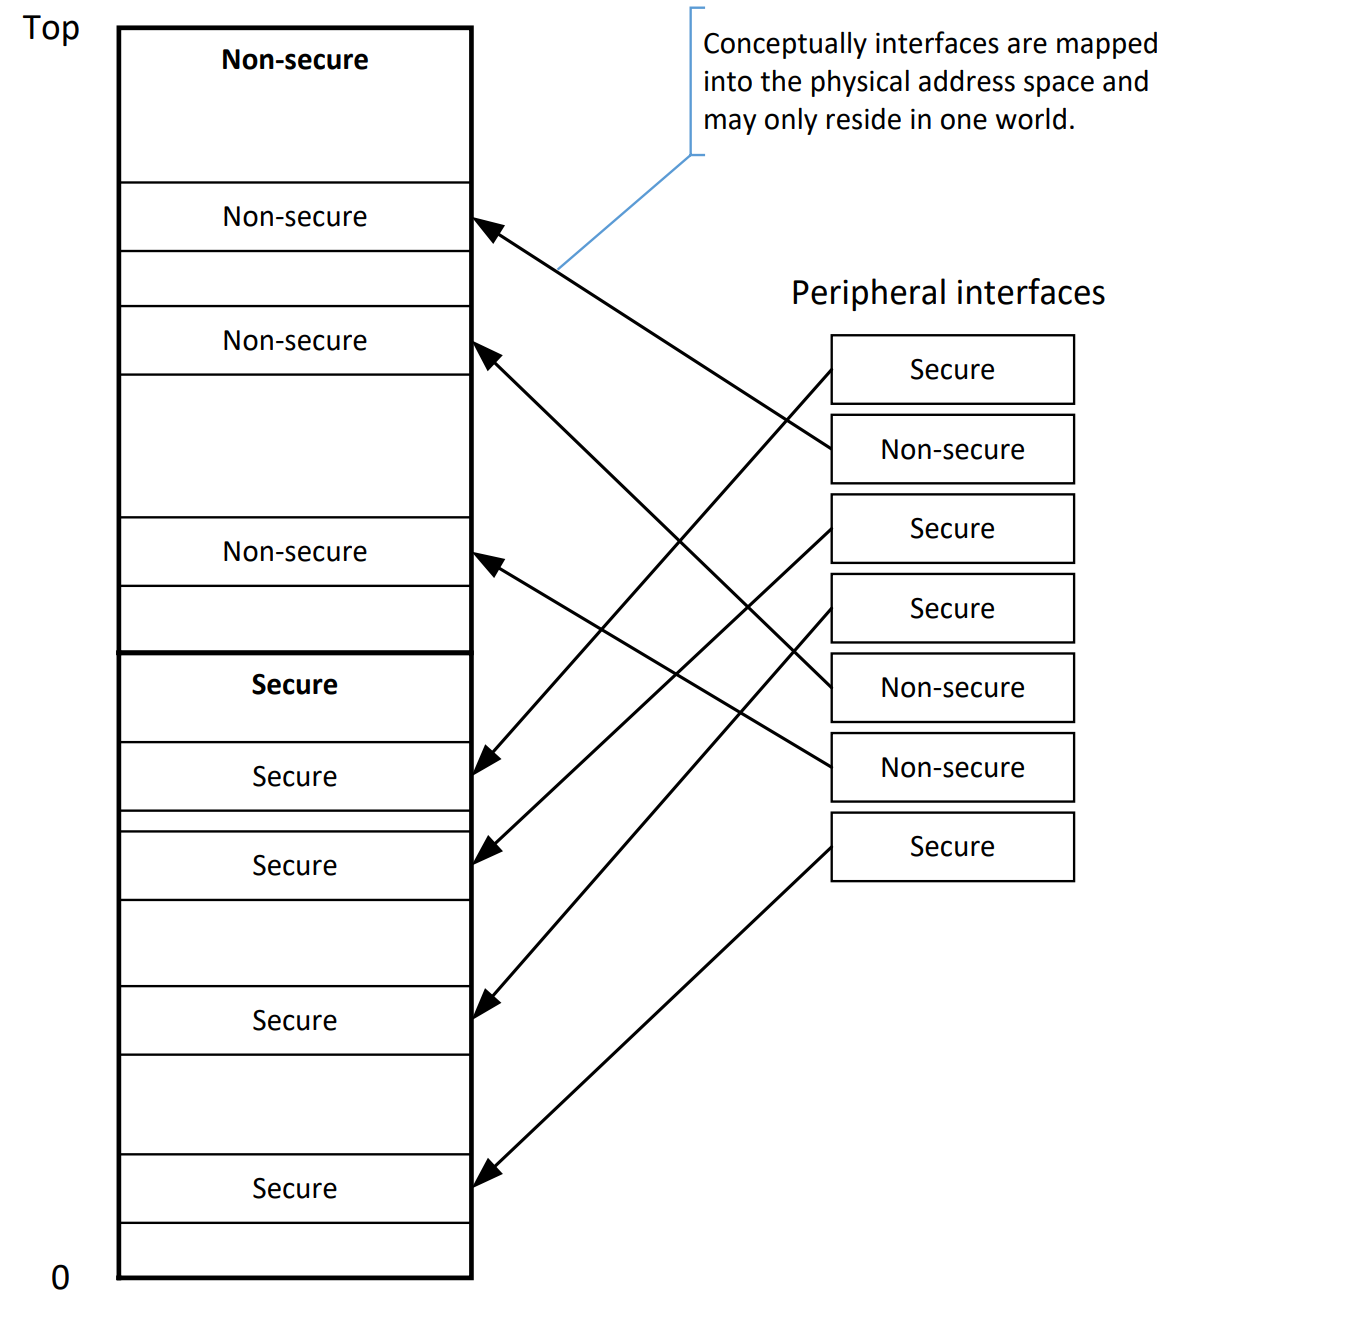 Top
Non-secure
Non-secure
Non-secure
Non-secure
Secure
Secure
Secure
Secure
Secure
0
Conceptually interfaces are mapped
into the physical address space and
may only reside in one world.
Peripheral interfaces
Secure
Non-secure
Secure
Secure
Non-secure
Non-secure
Secure